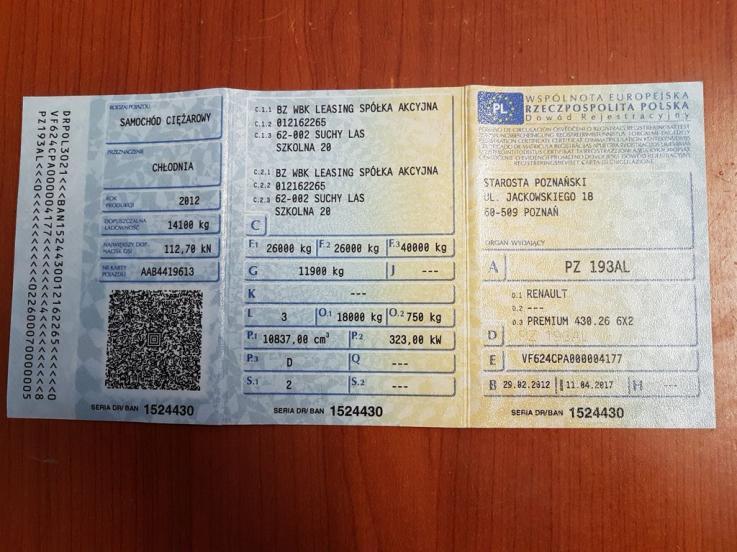 DRPOL3021<<<BAN15244300121622265<<<<<0
VF624CPA000004177<<<<<<<<<4<<<<<<<<<8
PZ193AL<<<0<<<<<<<<<<<<<<022600070000005
RODZAJ POJAZDU
SAMOCHÓD CIĘŻAROWY
PRZEZNACZENIE
CHŁODNIA
ROK PRODUKCJI 2012
DOPUSZCZALNA ŁADOWNOŚĆ 14100 kg
NAJWIĘKSZY DOP. NACISK OSI 112,70 kN
NR KARTY POJAZDU AAB4419613
SERIA DR/BAN 1524430
C.1.1 BZ WBK LEASING SPÓŁKA AKCYJNA
C.1.2 012162265
C.1.3 62-002 SUCHY LAS
SZKOLNA 20
C.2.1 BZ WBK LEASING SPÓŁKA AKCYJNA
C.2.2 012162265
C.2.3 62-002 SUCHY LAS
SZKOLNA 20
C
F.1 26000 kg F.2 26000 kg F.3 40000 kg
G 11900 kg J ---
K ---
L 3 O.1 18000 kg O.2 750 kg
P.1 10837,00 cm³ P.2 323,00 kW
P.3 D Q ---
S.1 2 S.2 ---
SERIA DR/BAN 1524430
PL
WSPÓLNOTA EUROPEJSKA
RZECZPOSPOLITA POLSKA
Dowód Rejestracyjny
STAROSTA POZNAŃSKI
UL. JACKOWSKIEGO 18
60-509 POZNAŃ
ORGAN WYDAJĄCY
A PZ 193AL
D.1 RENAULT
D.2 ---
D.3 PREMIUM 430.26 6X2
D PZ 193AL
E VF624CPA000004177
B 29.02.2012 I 11.04.2017 H ---
SERIA DR/BAN 1524430